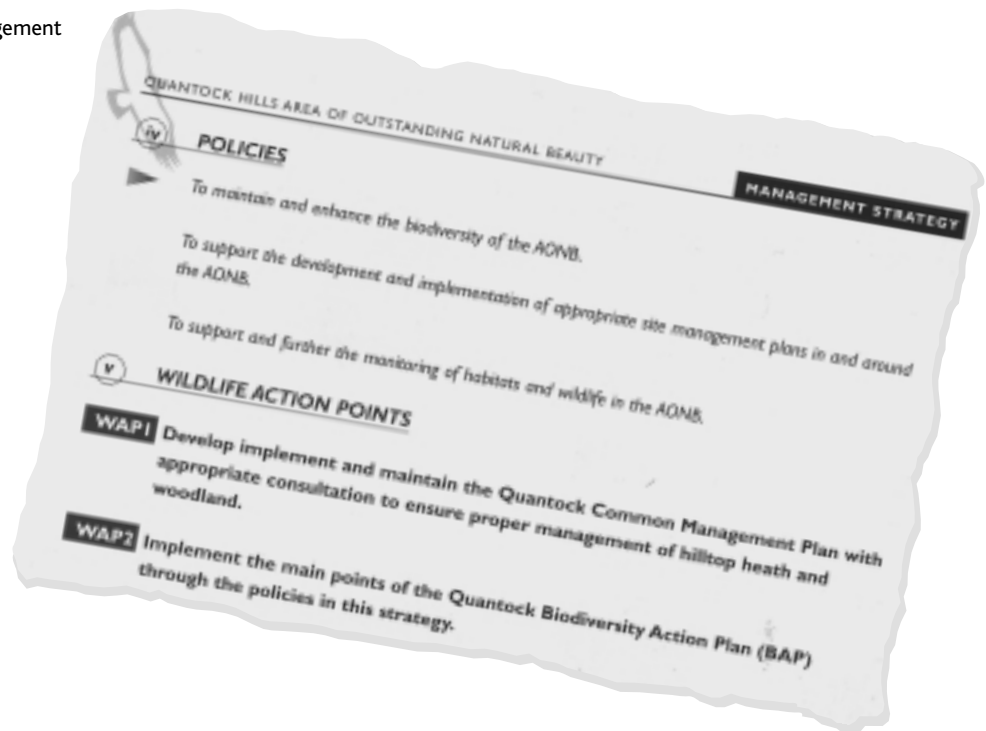 gement
QUANTOCK HILLS AREA OF OUTSTANDING NATURAL BEAUTY
MANAGEMENT STRATEGY
iv POLICIES
To maintain and enhance the biodiversity of the AONB.
To support the development and implementation of appropriate site management plans in and around
the AONB.
To support and further the monitoring of habitats and wildlife in the AONB.
v WILDLIFE ACTION POINTS
WAP1 Develop implement and maintain the Quantock Common Management Plan with
appropriate consultation to ensure proper management of hilltop heath and
woodland.
WAP2 Implement the main points of the Quantock Biodiversity Action Plan (BAP)
through the policies in this strategy.